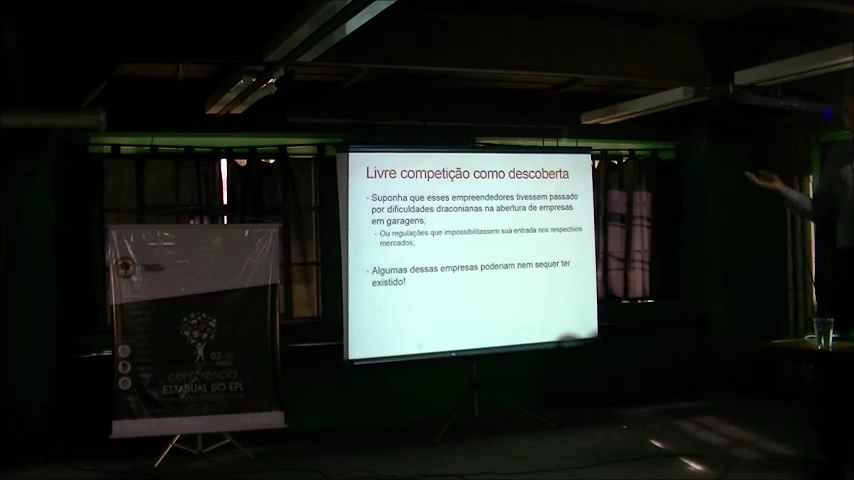 Livre competição como descoberta
Suponha que esses empreendedores tivessem passado
por dificuldades draconianas na abertura de empresas
em garagens;
Ou regulações que impossibilitassem sua entrada nos respectivos
mercados;
Algumas dessas empresas poderiam nem sequer ter
existido!
02
conferência
ESTADUAL DO EPL